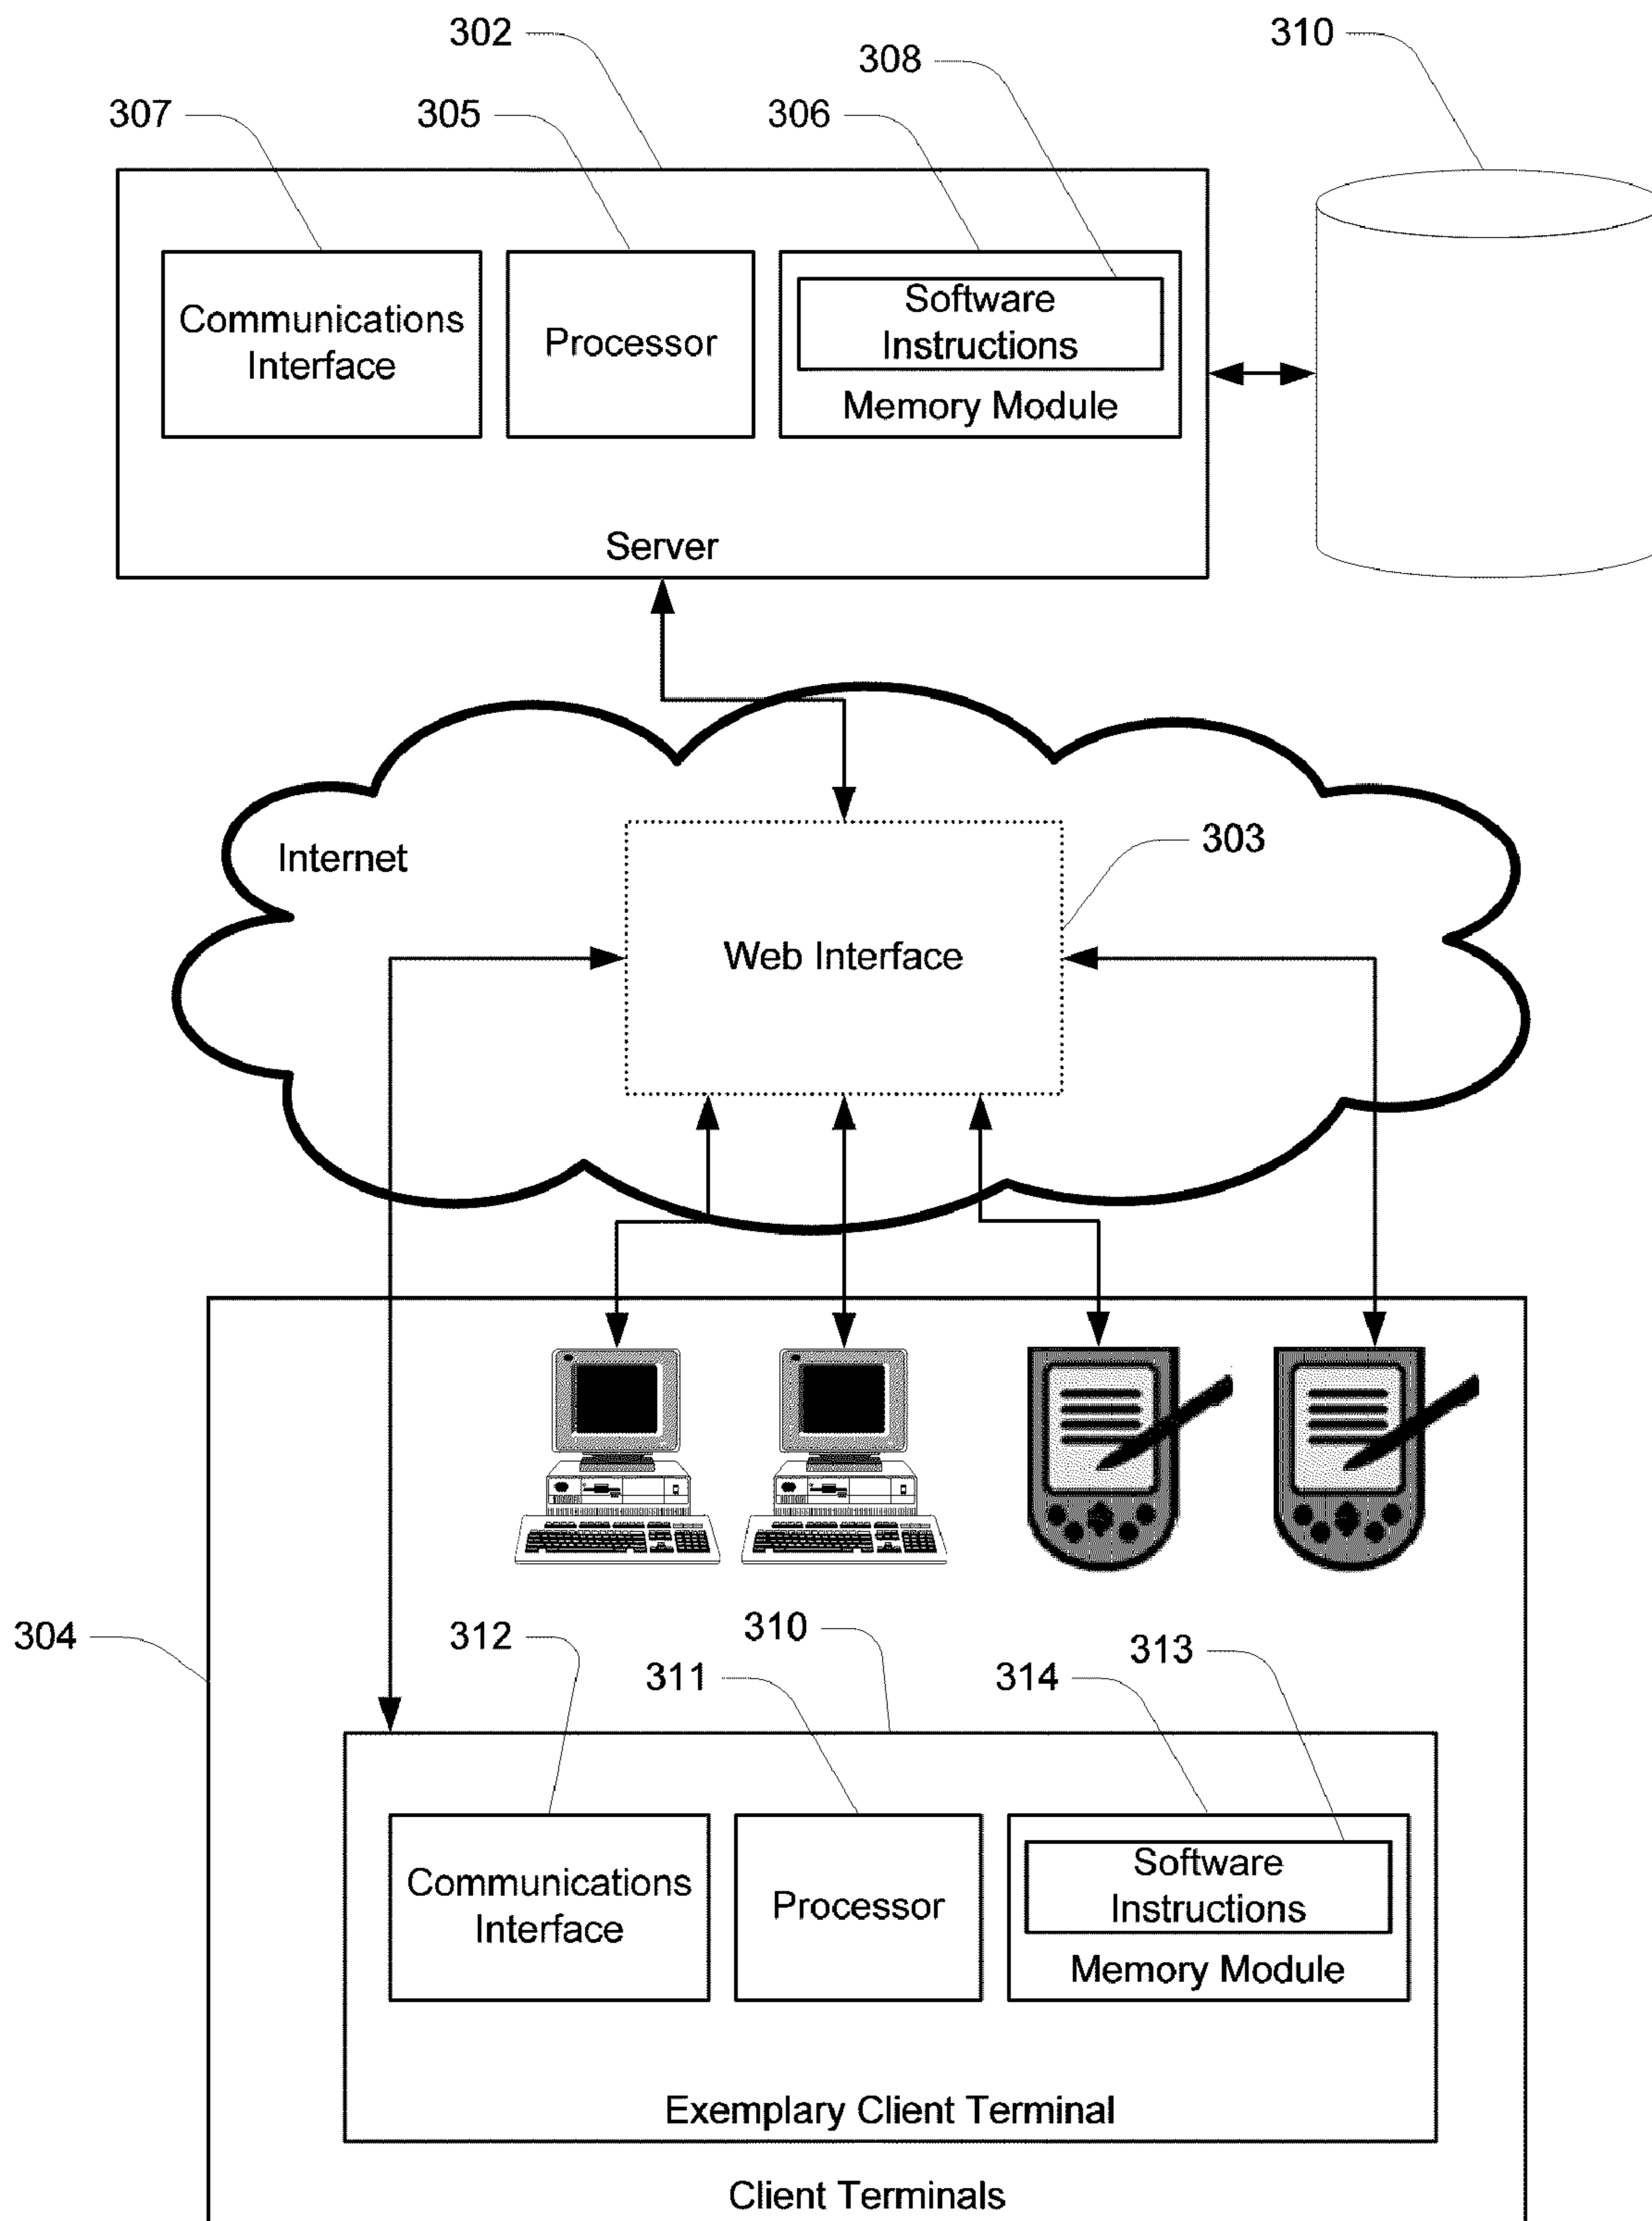 302
310
308
307
305
306
Communications
Interface
Processor
Software
Instructions
Memory Module
Server
Internet
303
Web Interface
304
312
310
311
314
313
Communications
Interface
Processor
Software
Instructions
Memory Module
Exemplary Client Terminal
Client Terminals